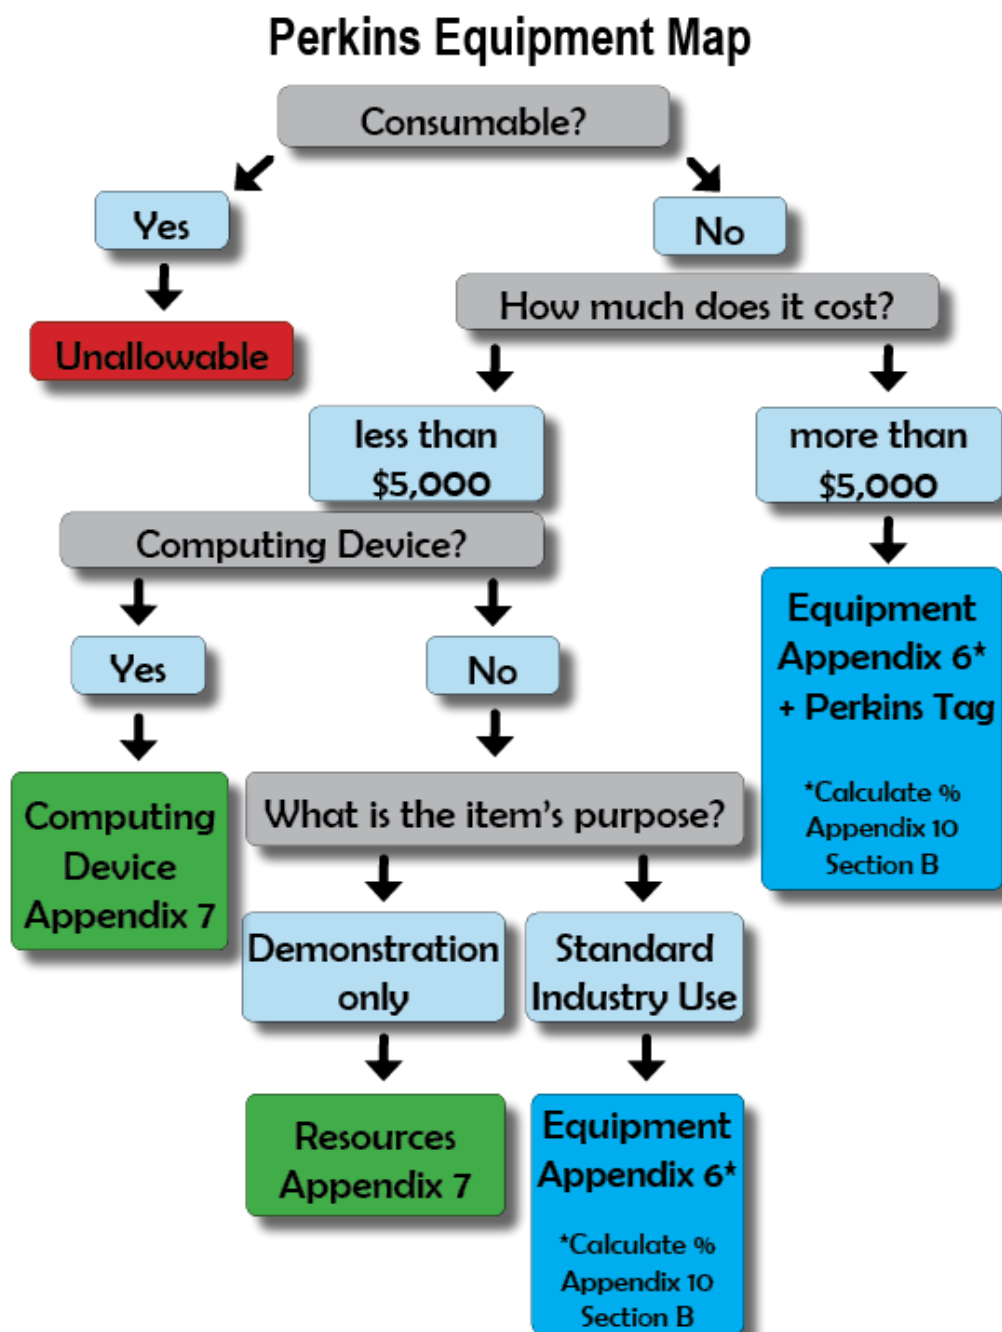 Perkins Equipment Map
Consumable?
Yes
No
Unallowable
How much does it cost?
less than
$5,000
more than
$5,000
Computing Device?
Yes
No
Equipment
Appendix 6*
+ Perkins Tag
*Calculate %
Appendix 10
Section B
Computing
Device
Appendix 7
What is the item's purpose?
Demonstration
only
Standard
Industry Use
Resources
Appendix 7
Equipment
Appendix 6*
*Calculate %
Appendix 10
Section B